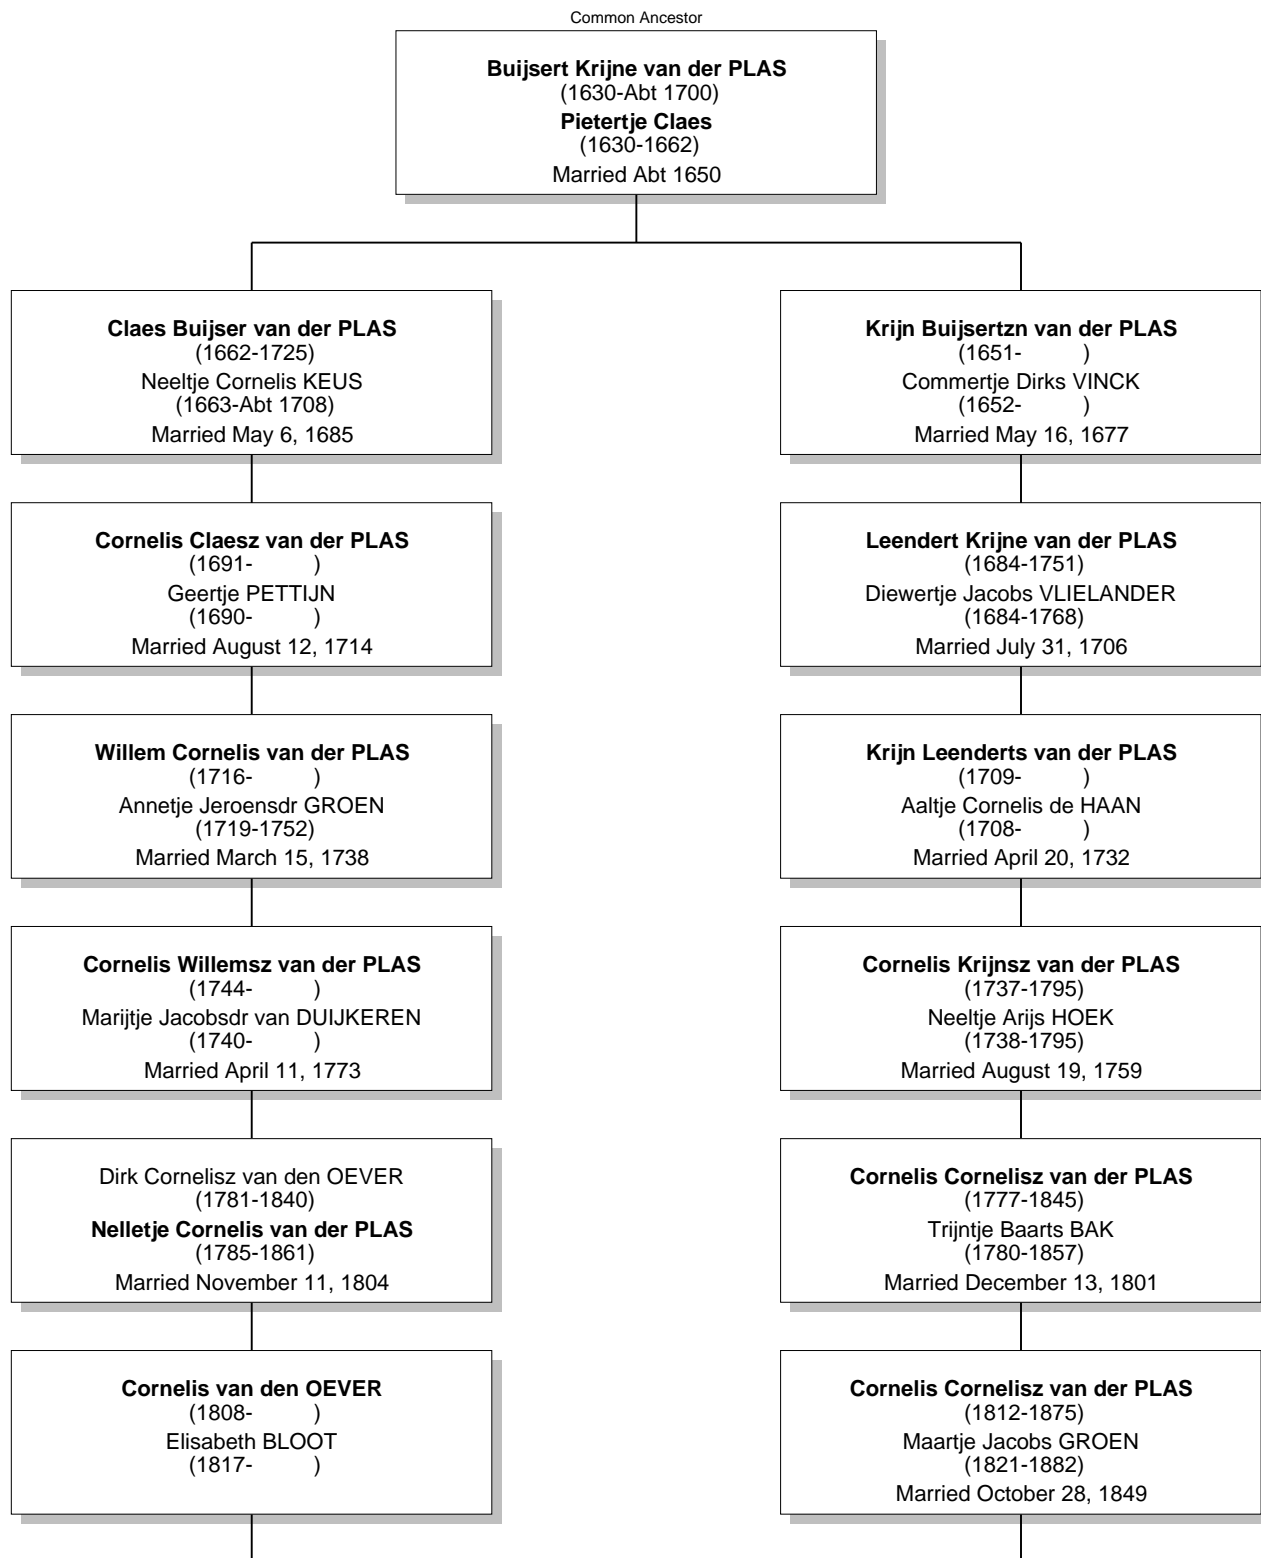 Common Ancestor
Buijsert Krijne van der PLAS
(1630-Abt 1700)
Pietertje Claes
(1630-1662)
Married Abt 1650
Claes Buijser van der PLAS
(1662-1725)
Neeltje Cornelis KEUS
(1663-Abt 1708)
Married May 6, 1685
Krijn Buijsertzn van der PLAS
(1651- )
Commertje Dirks VINCK
(1652- )
Married May 16, 1677
Cornelis Claesz van der PLAS
(1691- )
Geertje PETTIJN
(1690- )
Married August 12, 1714
Leendert Krijne van der PLAS
(1684-1751)
Diewertje Jacobs VLIELANDER
(1684-1768)
Married July 31, 1706
Willem Cornelis van der PLAS
(1716- )
Annetje Jeroensdr GROEN
(1719-1752)
Married March 15, 1738
Krijn Leenderts van der PLAS
(1709- )
Aaltje Cornelis de HAAN
(1708- )
Married April 20, 1732
Cornelis Willemsz van der PLAS
(1744- )
Marijtje Jacobsdr van DUIJKEREN
(1740- )
Married April 11, 1773
Cornelis Krijnsz van der PLAS
(1737-1795)
Neeltje Arijs HOEK
(1738-1795)
Married August 19, 1759
Dirk Cornelisz van den OEVER
(1781-1840)
Nelletje Cornelis van der PLAS
(1785-1861)
Married November 11, 1804
Cornelis Cornelisz van der PLAS
(1777-1845)
Trijntje Baarts BAK
(1780-1857)
Married December 13, 1801
Cornelis van den OEVER
(1808- )
Elisabeth BLOOT
(1817- )
Cornelis Cornelisz van der PLAS
(1812-1875)
Maartje Jacobs GROEN
(1821-1882)
Married October 28, 1849